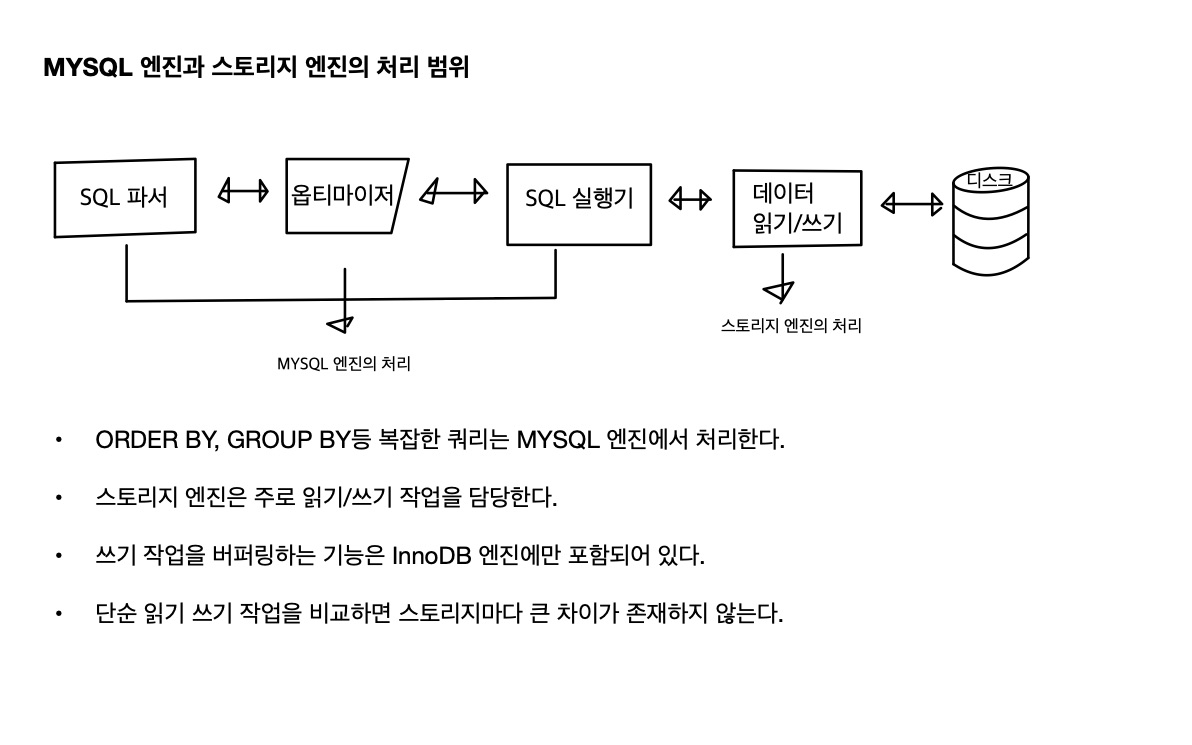 MYSQL 엔진과 스토리지 엔진의 처리 범위
SQL 파서
옵티마이저
SQL 실행기
데이터
읽기/쓰기
디스크
스토리지 엔진의 처리
MYSQL 엔진의 처리
• ORDER BY, GROUP BY등 복잡한 쿼리는 MYSQL 엔진에서 처리한다.
• 스토리지 엔진은 주로 읽기/쓰기 작업을 담당한다.
• 쓰기 작업을 버퍼링하는 기능은 InnoDB 엔진에만 포함되어 있다.
• 단순 읽기 쓰기 작업을 비교하면 스토리지마다 큰 차이가 존재하지 않는다.